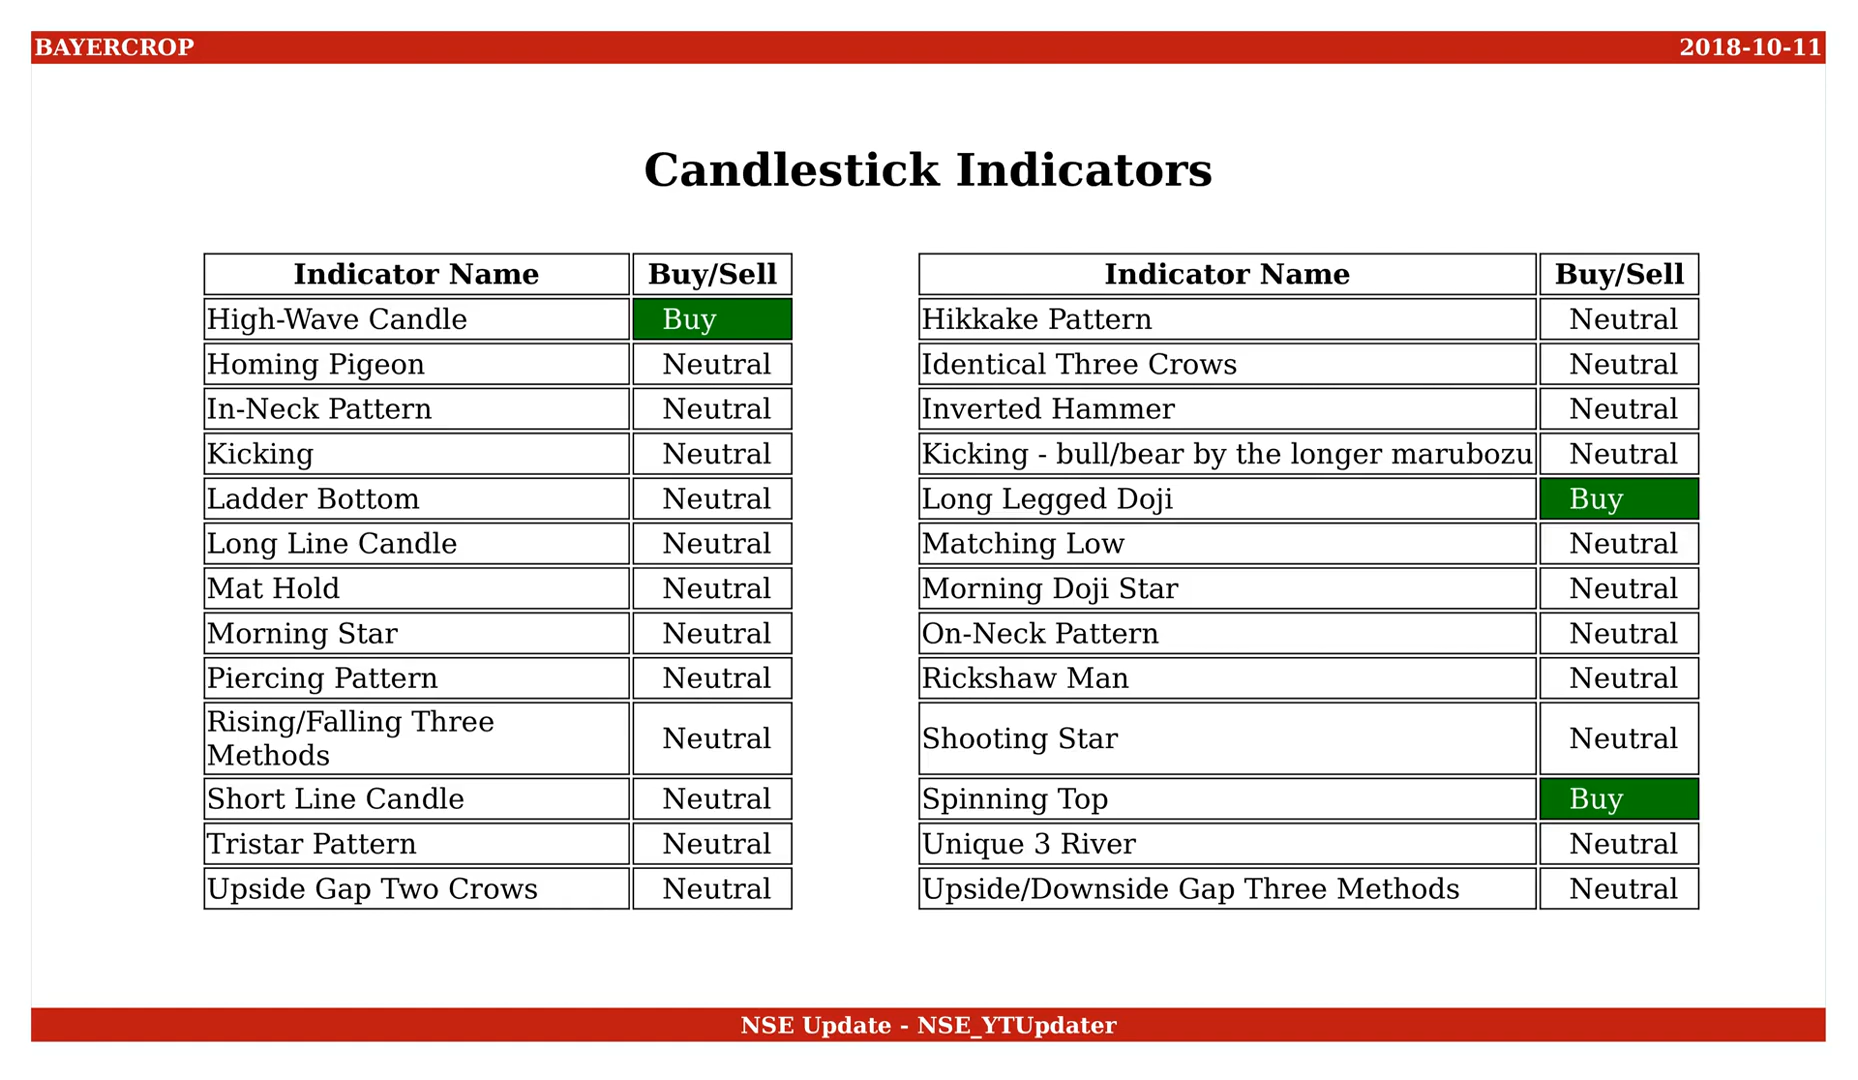 BAYERCROP 2018-10-11
Candlestick Indicators
Indicator Name Buy/Sell
High-Wave Candle Buy
Homing Pigeon Neutral
In-Neck Pattern Neutral
Kicking Neutral
Ladder Bottom Neutral
Long Line Candle Neutral
Mat Hold Neutral
Morning Star Neutral
Piercing Pattern Neutral
Rising/Falling Three
Methods Neutral
Short Line Candle Neutral
Tristar Pattern Neutral
Upside Gap Two Crows Neutral
Indicator Name Buy/Sell
Hikkake Pattern Neutral
Identical Three Crows Neutral
Inverted Hammer Neutral
Kicking - bull/bear by the longer marubozu Neutral
Long Legged Doji Buy
Matching Low Neutral
Morning Doji Star Neutral
On-Neck Pattern Neutral
Rickshaw Man Neutral
Shooting Star Neutral
Spinning Top Buy
Unique 3 River Neutral
Upside/Downside Gap Three Methods Neutral
NSE Update - NSE_YTUpdater